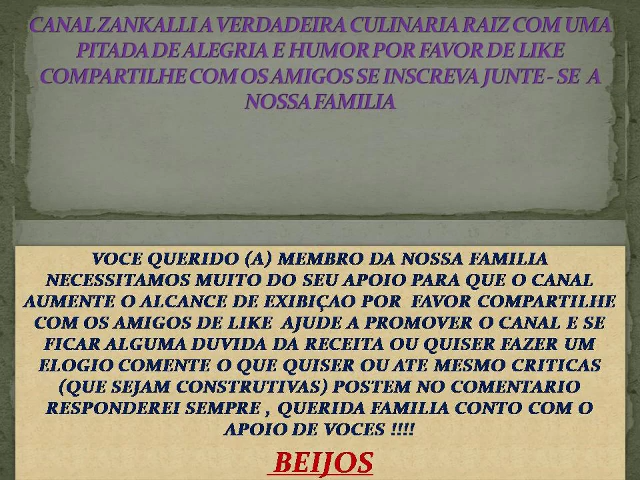 CANAL ZANKALLI A VERDADEIRA CULINARIA RAIZ COM UMA
PITADA DE ALEGRIA E HUMOR POR FAVOR DE LIKE
COMPARTILHE COM OS AMIGOS SE INSCREVA JUNTE - SE A
NOSSA FAMILIA
VOCE QUERIDO (A) MEMBRO DA NOSSA FAMILIA
NECESSITAMOS MUITO DO SEU APOIO PARA QUE O CANAL
AUMENTE O ALCANCE DE EXIBIÇAO POR FAVOR COMPARTILHE
COM OS AMIGOS DE LIKE AJUDE A PROMOVER O CANAL E SE
FICAR ALGUMA DUVIDA DA RECEITA OU QUISER FAZER UM
ELOGIO COMENTE O QUE QUISER OU ATE MESMO CRITICAS
(QUE SEJAM CONSTRUTIVAS) POSTEM NO COMENTARIO
RESPONDEREI SEMPRE , QUERIDA FAMILIA CONTO COM O
APOIO DE VOCES !!!!
BEIJOS